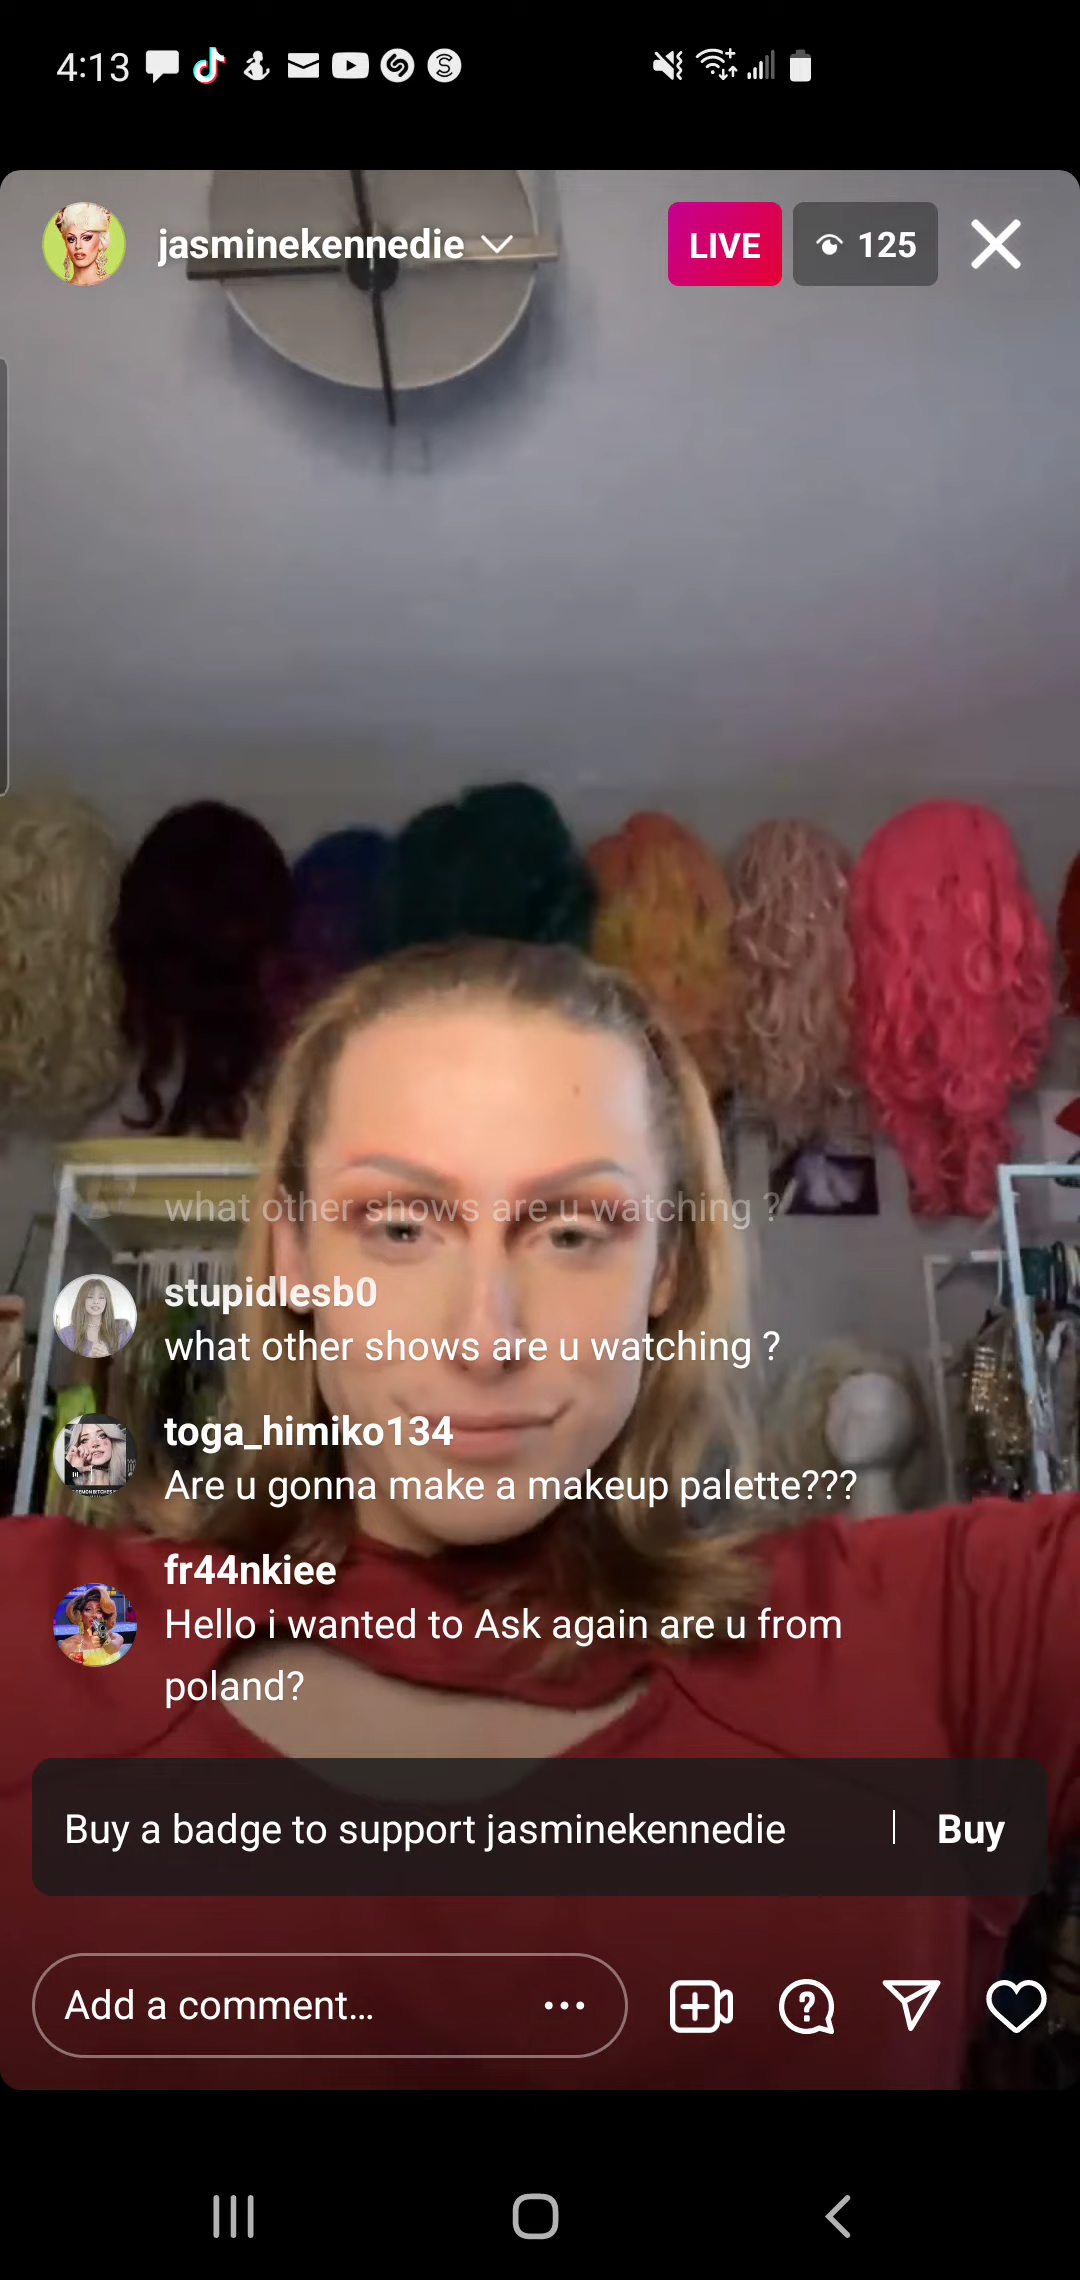 4:13
jasminekennedie
LIVE
125
what other shows are u watching ?
stupidlesb0
what other shows are u watching ?
toga_himiko134
Are u gonna make a makeup palette???
fr44nkiee
Hello i wanted to Ask again are u from
poland?
Buy a badge to support jasminekennedie | Buy
Add a comment...